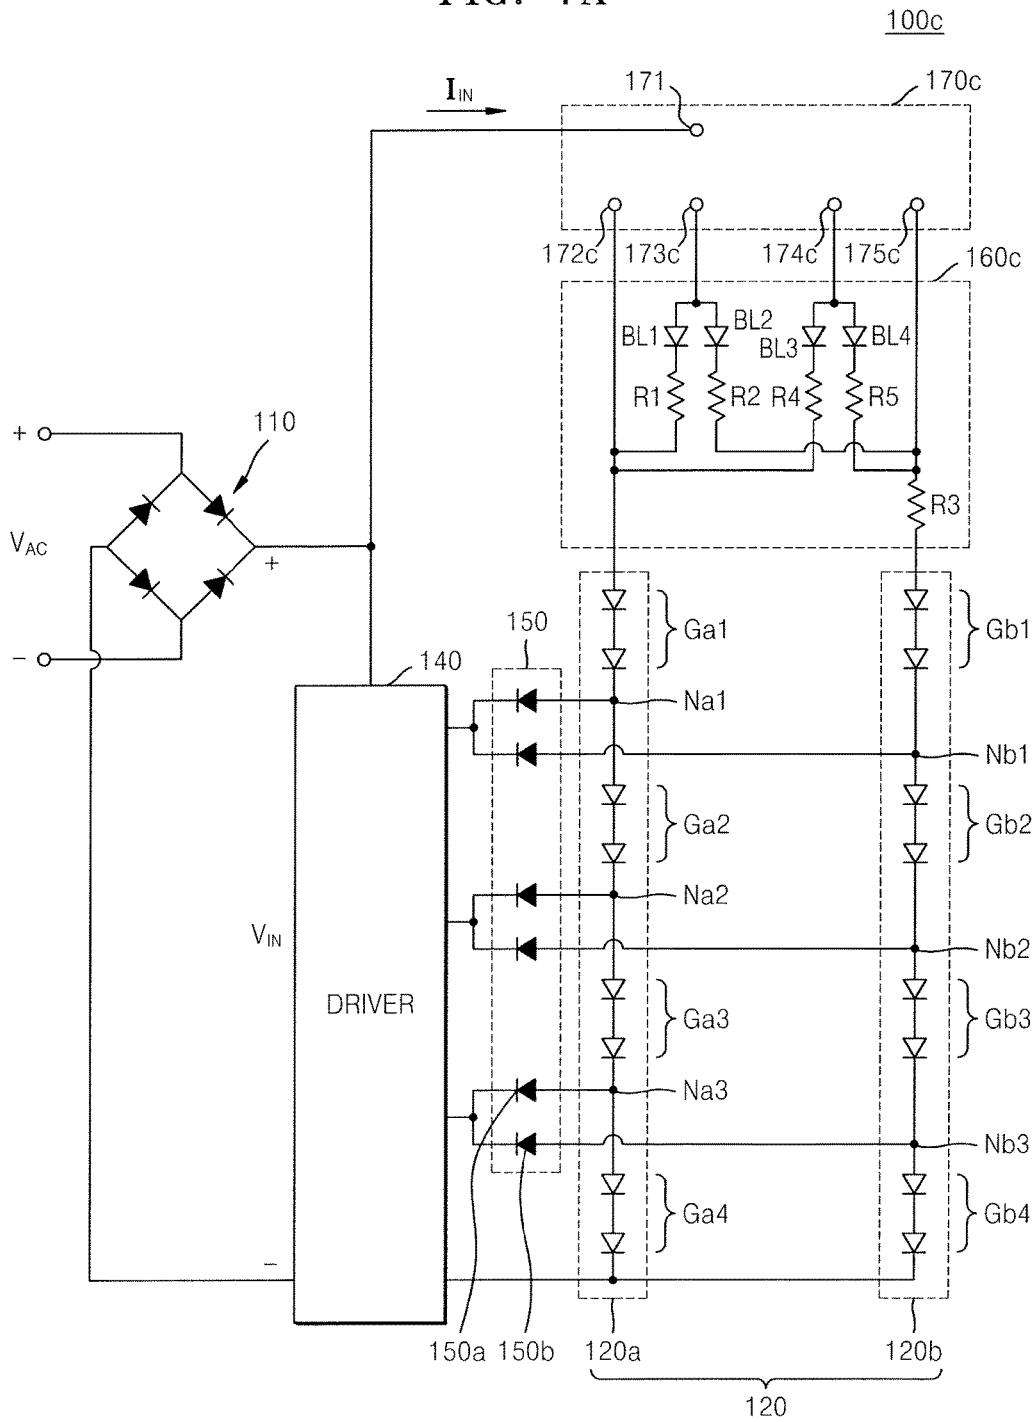 FIG. 7A
100c
171
170c
IIN
172c 173c 174c 175c
160c
BL1 BL2 BL3 BL4
R1 R2 R4 R5
R3
110
+
VAC
+
−
150
140
Ga1
Gb1
Na1
Nb1
Ga2
Gb2
Na2
Nb2
VIN
DRIVER
Ga3
Gb3
Na3
Nb3
Ga4
Gb4
−
150a 150b 120a 120b
120